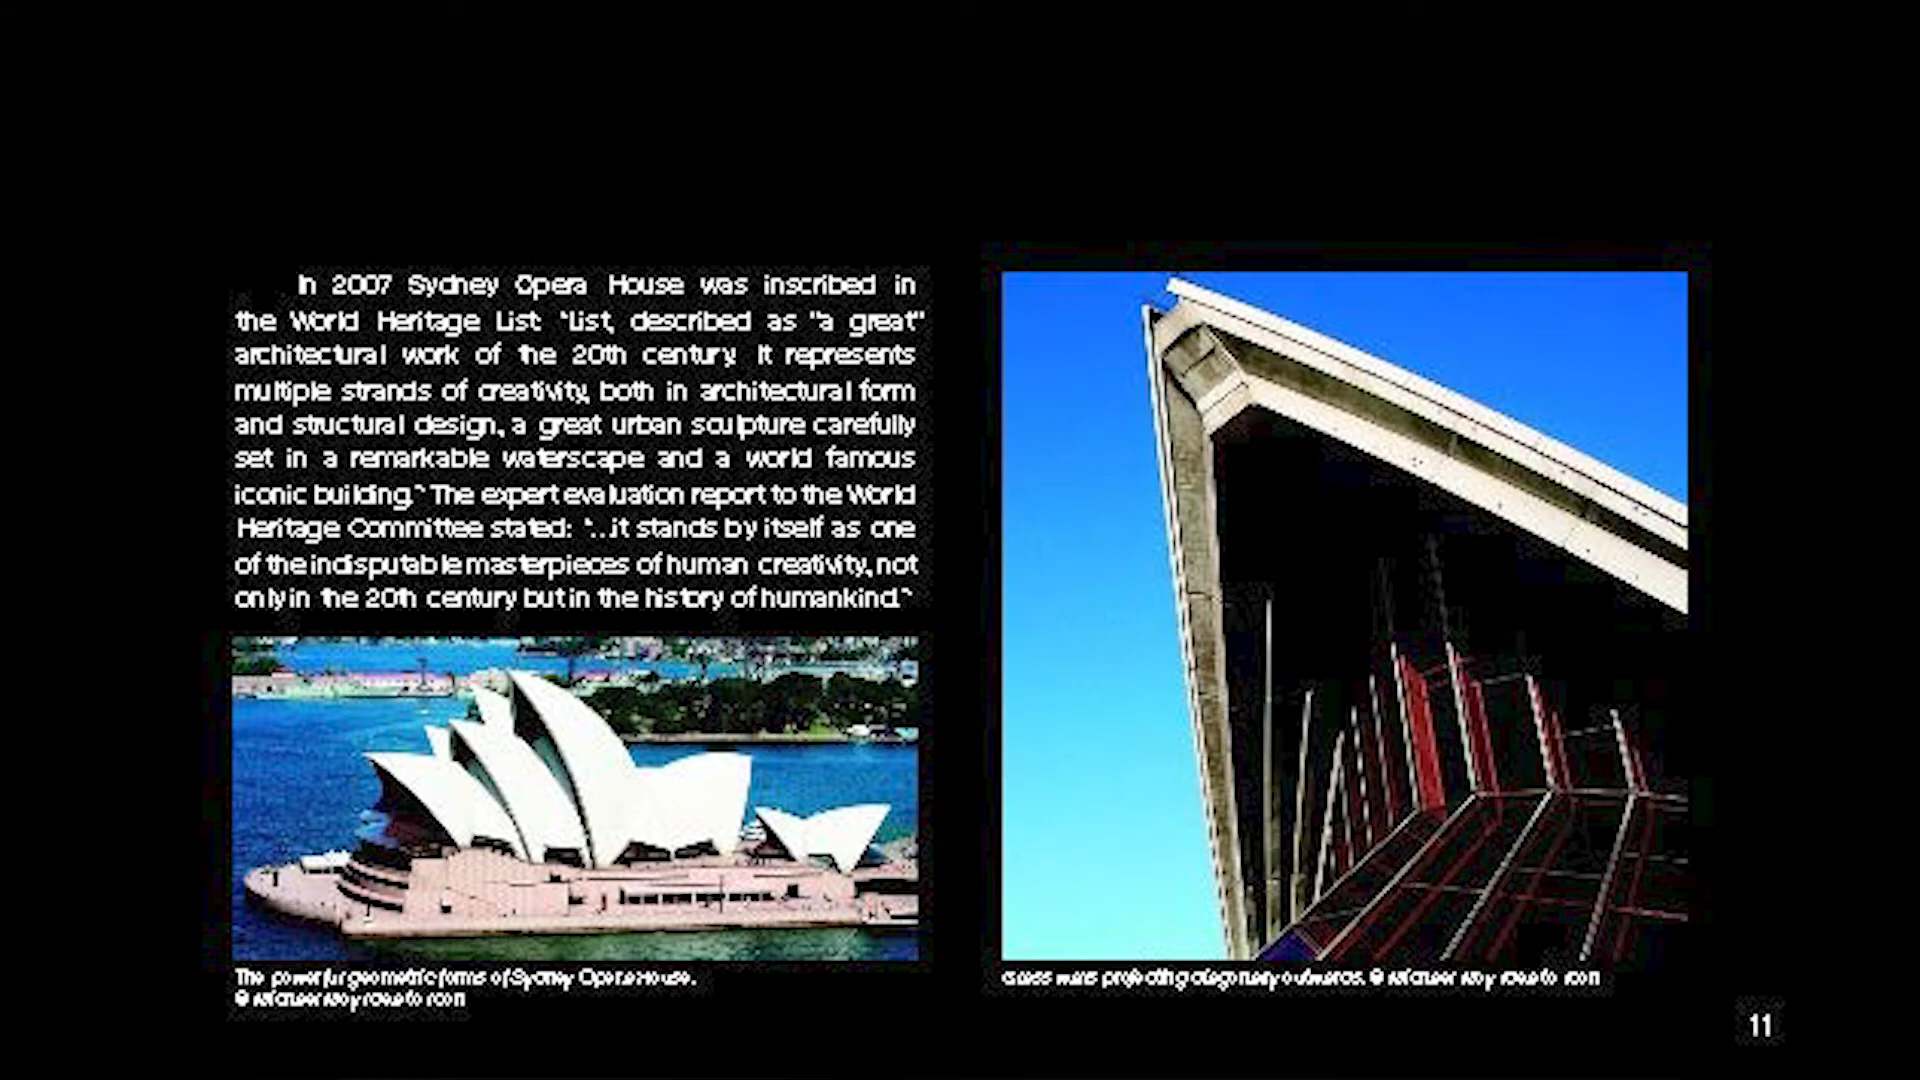 In 2007 Sydney Opera House was inscribed in
the World Heritage List "List, described as "a great"
architectural work of the 20th century. It represents
multiple strands of creativity, both in architectural form
and structural design, a great urban sculpture carefully
set in a remarkable waterscape and a world famous
iconic building." The expert evaluation report to the World
Heritage Committee stated: "...it stands by itself as one
of the indisputable masterpieces of human creativity, not
only in the 20th century but in the history of humankind."
The powerful geometric forms of Sydney Opera House.
©
projecting diagonally outwards. ©
11